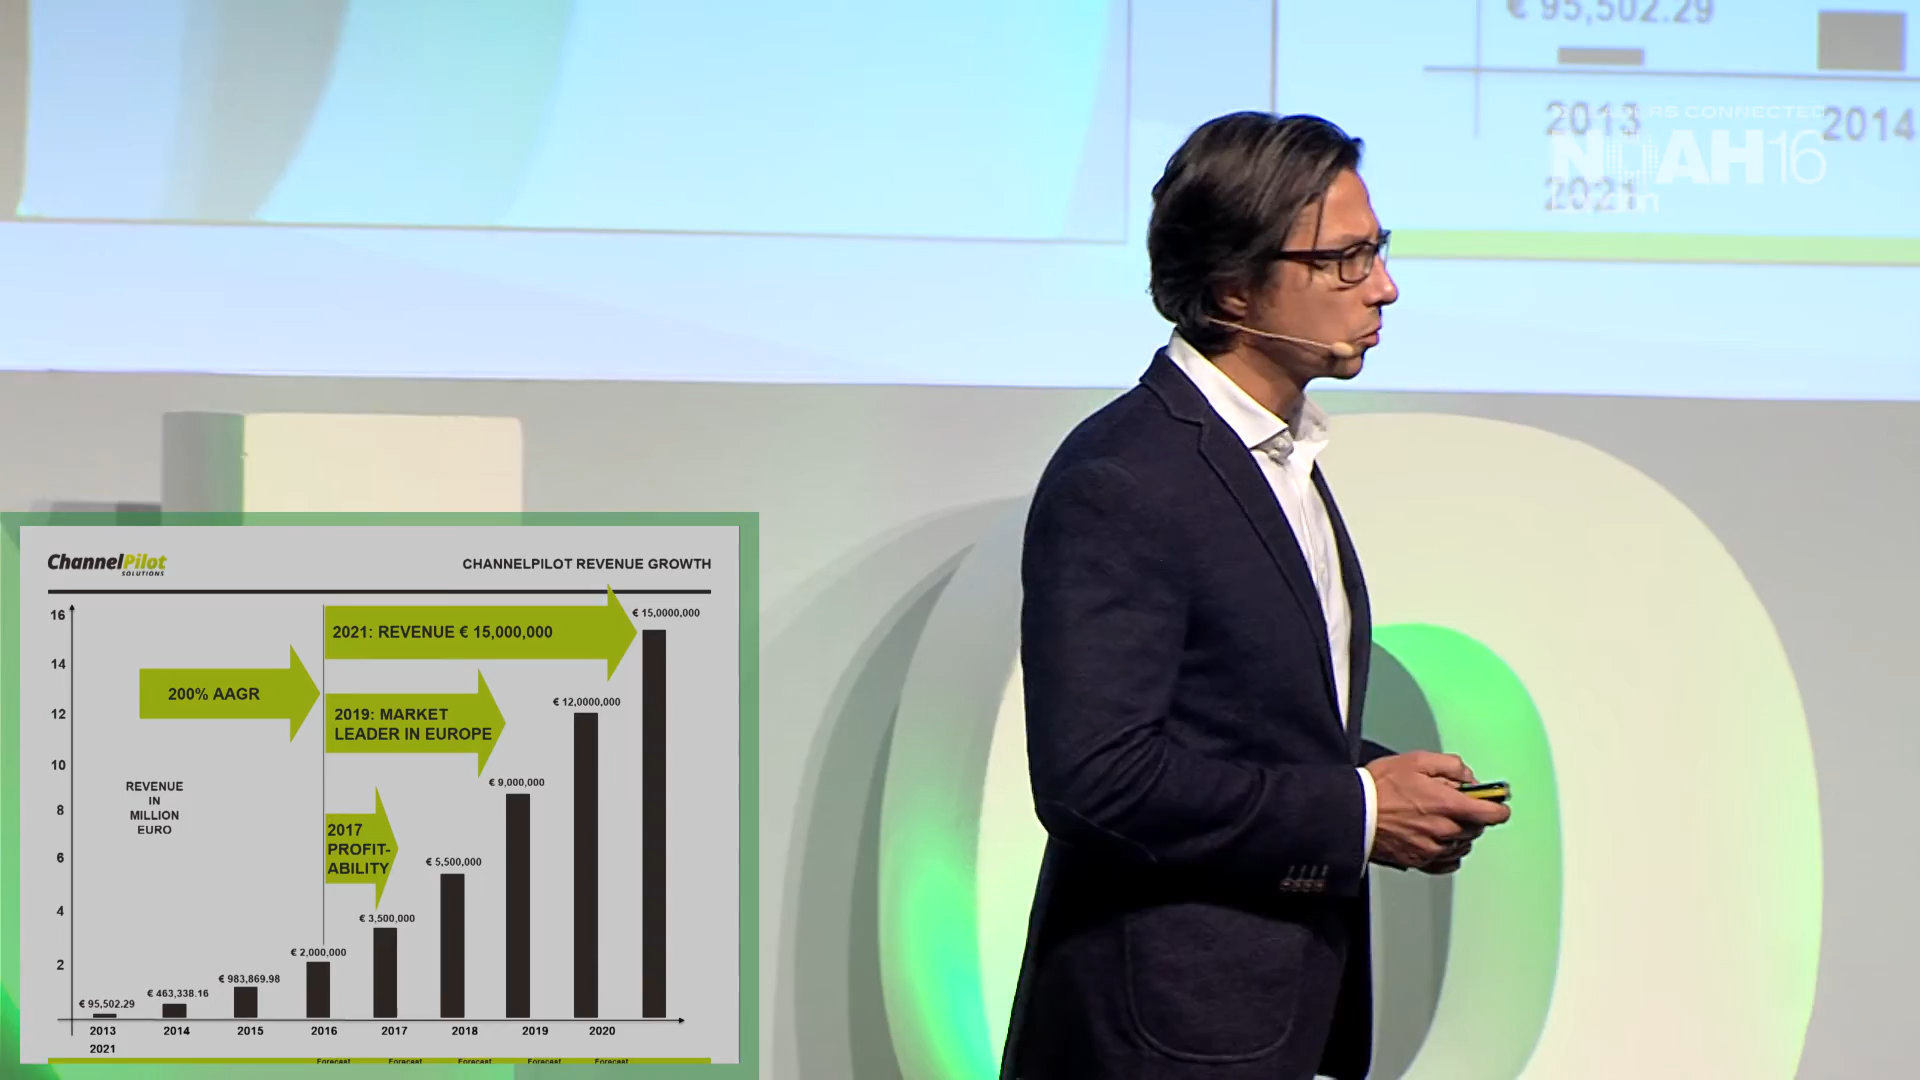 € 95,502.29
2013
2014
2021
LEADERS CONNECTED
NOAH16
London
ChannelPilot
SOLUTIONS
CHANNELPILOT REVENUE GROWTH
16
14
12
10
8
6
4
2
2021: REVENUE € 15,000,000
200% AAGR
2019: MARKET
LEADER IN EUROPE
2017
PROFIT-
ABILITY
REVENUE
IN
MILLION
EURO
€ 95,502.29
€ 463,338.16
€ 983,869.98
€ 2,000,000
€ 3,500,000
€ 5,500,000
€ 9,000,000
€ 12,0000,000
€ 15,0000,000
2013 2014 2015 2016 2017 2018 2019 2020
2021
Forecast Forecast Forecast Forecast Forecast